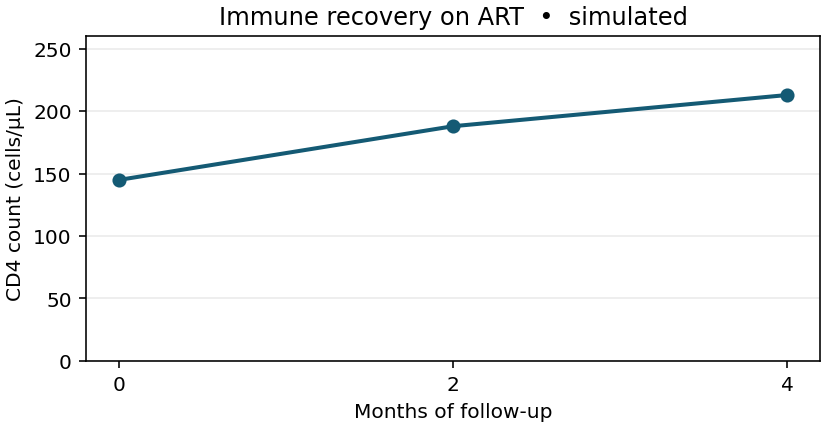 Immune recovery on ART • simulated
CD4 count (cells/µL)
250
200
150
100
50
0
0 2 4
Months of follow-up